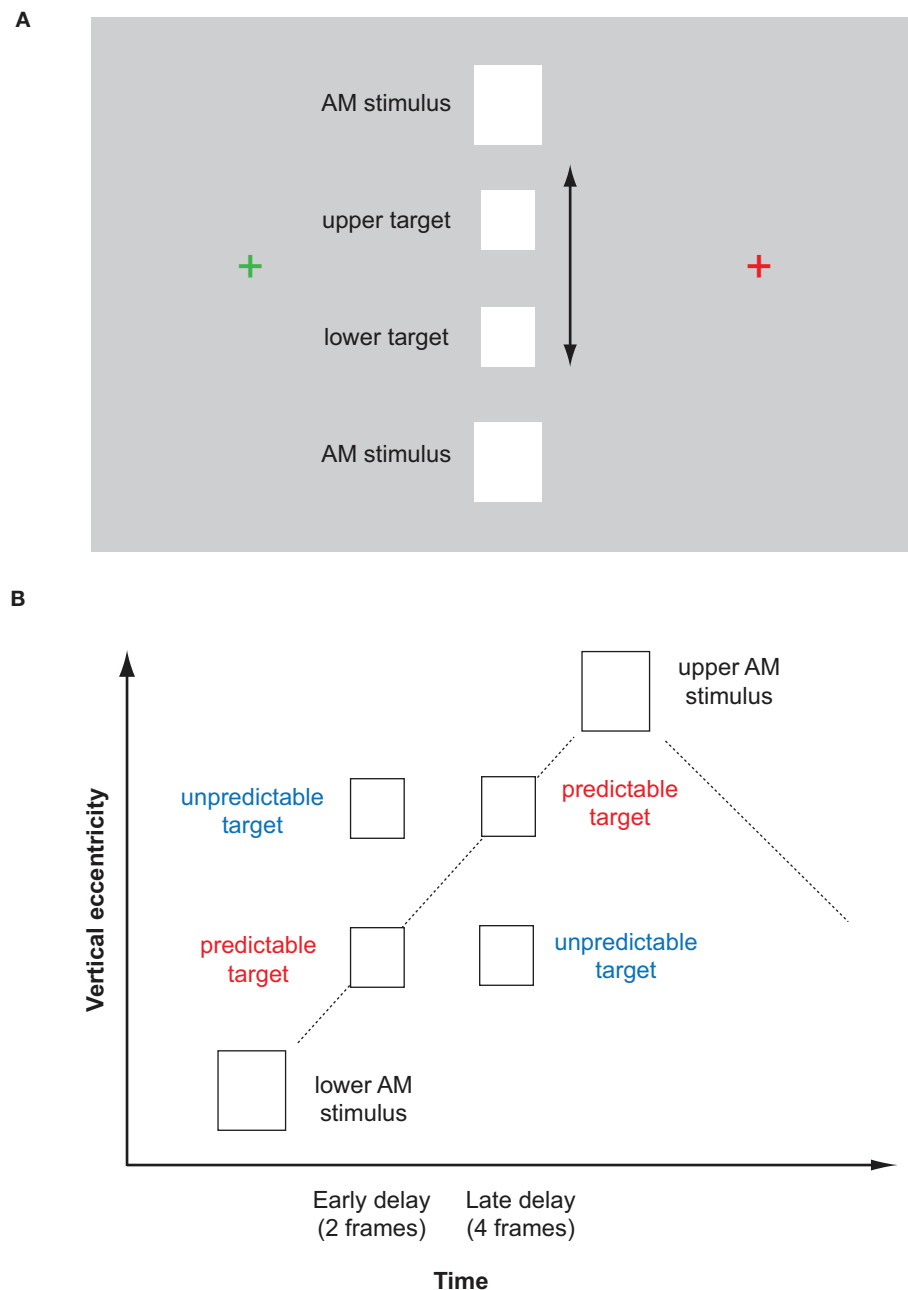 A
AM stimulus
upper target
lower target
AM stimulus
B
Vertical eccentricity
upper AM
stimulus
unpredictable
target
predictable
target
predictable
target
unpredictable
target
lower AM
stimulus
Early delay
(2 frames)
Late delay
(4 frames)
Time